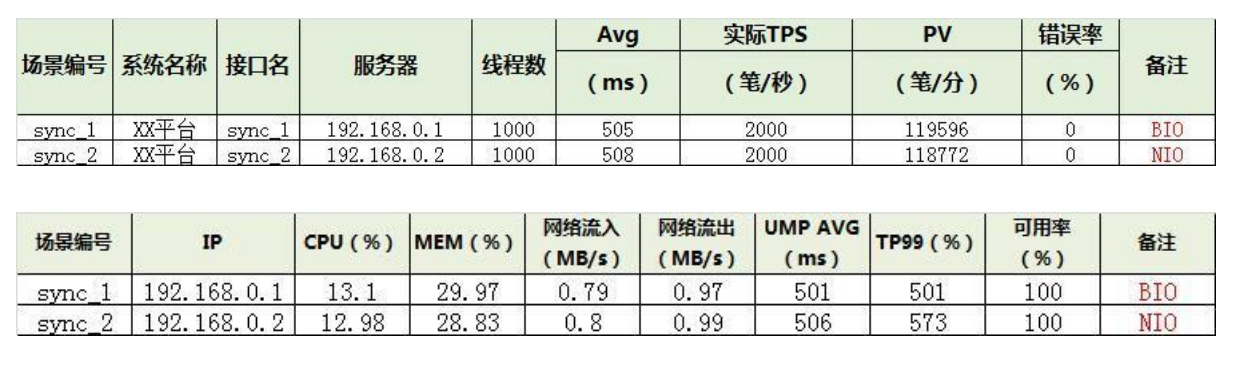 场景编号 系统名称 接口名 服务器 线程数 Avg（ms） 实际TPS（笔/秒） PV（笔/分） 错误率（%） 备注
sync_1 XX平台 sync_1 192.168.0.1 1000 505 2000 119596 0 BIO
sync_2 XX平台 sync_2 192.168.0.2 1000 508 2000 118772 0 NIO
场景编号 IP CPU（%） MEM（%） 网络流入（MB/s） 网络流出（MB/s） UMP AVG（ms） TP99（%） 可用率（%） 备注
sync_1 192.168.0.1 13.1 29.97 0.79 0.97 501 501 100 BIO
sync_2 192.168.0.2 12.98 28.83 0.8 0.99 506 573 100 NIO